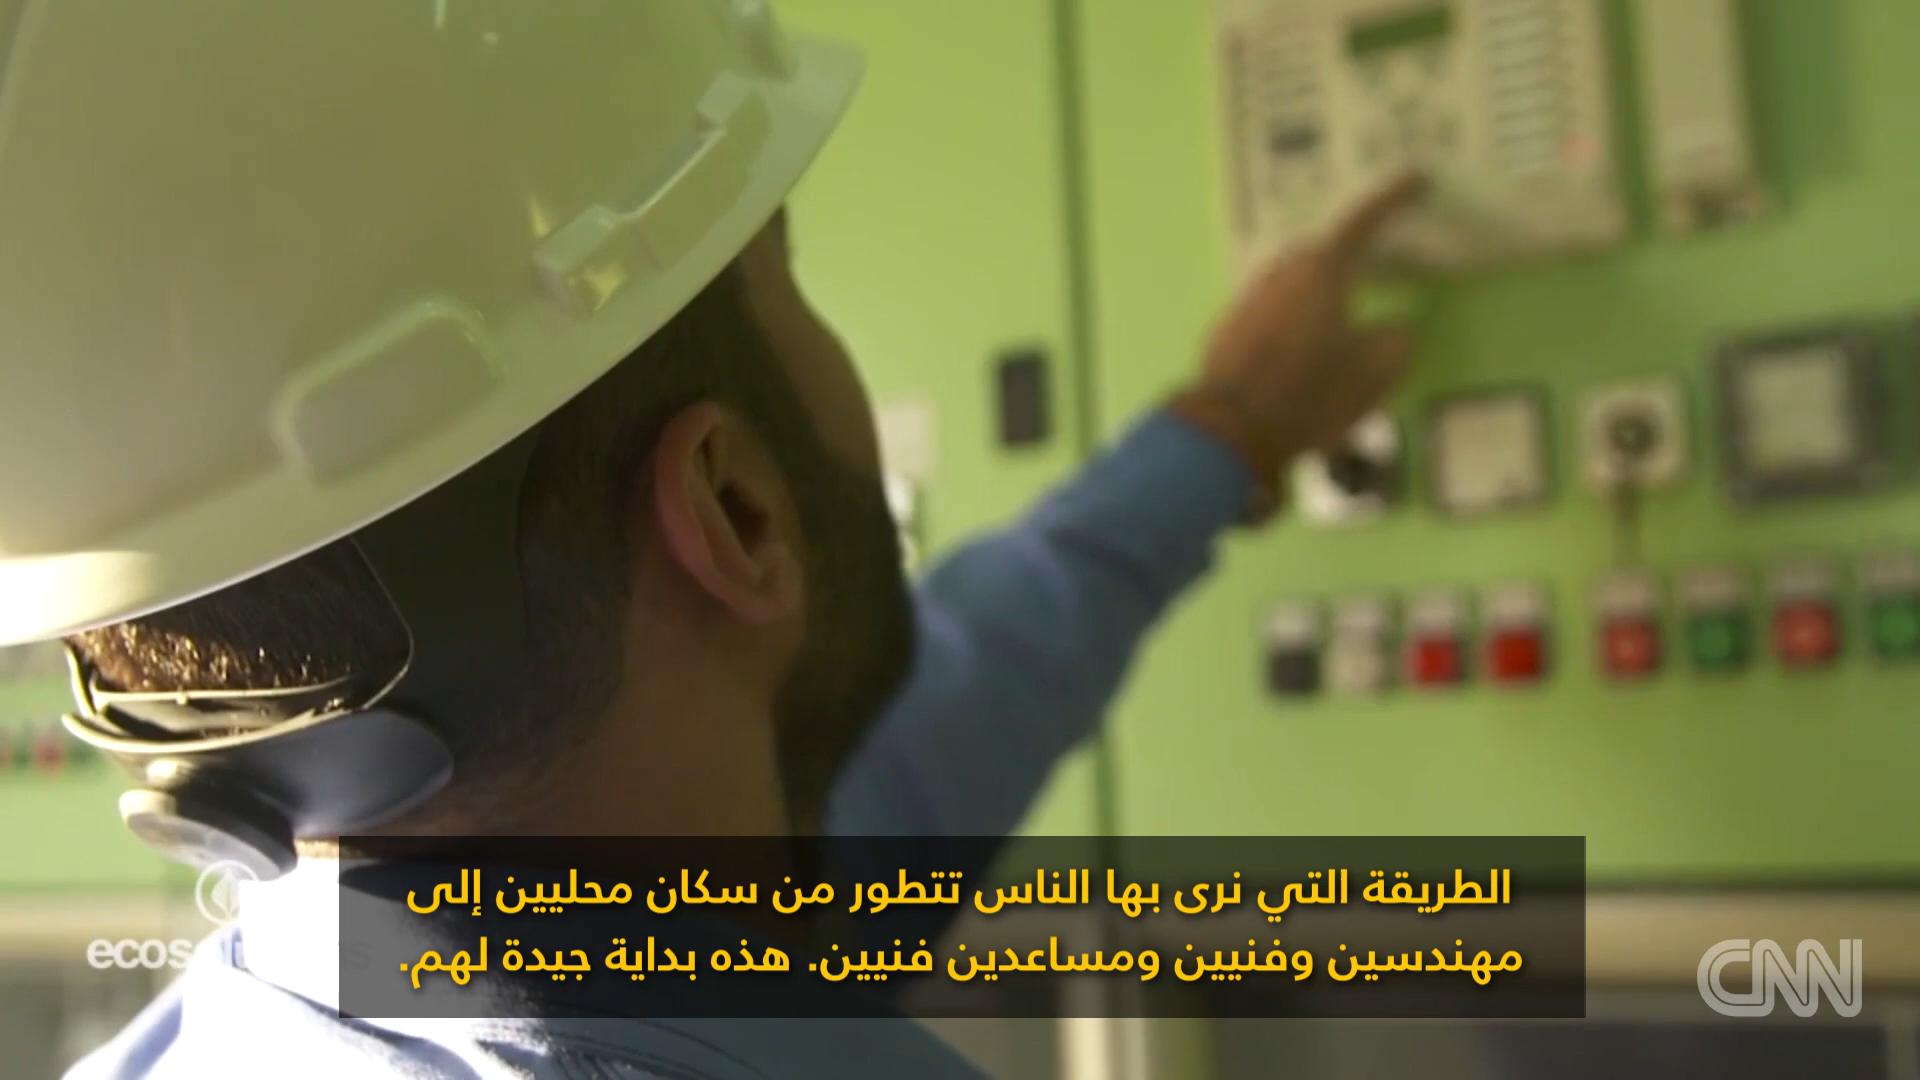 الطريقة التي نرى بها الناس تتطور من سكان محليين إلى
مهندسين وفنيين ومساعدين فنيين. هذه بداية جيدة لهم.
CNN